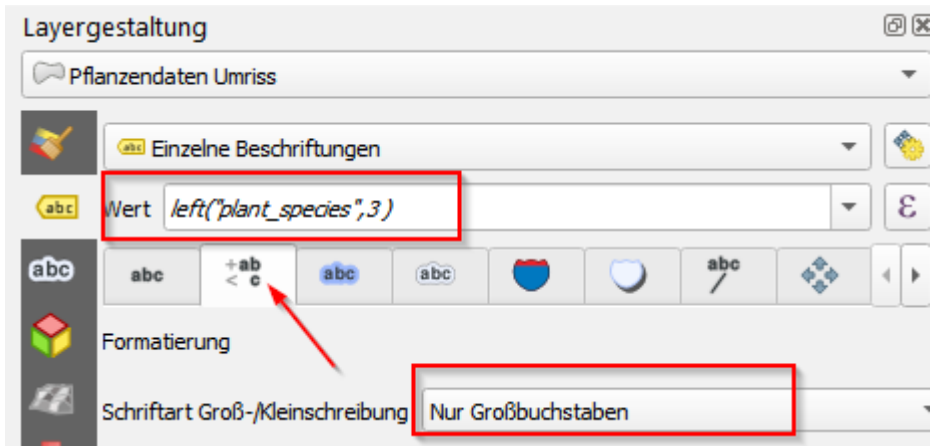 Layergestaltung
Pflanzendaten Umriss
abc Einzelne Beschriftungen
abc Wert left("plant_species",3) ε
abc abc +ab < c abc abc abc
Formatierung
Schriftart Groß-/Kleinschreibung Nur Großbuchstaben